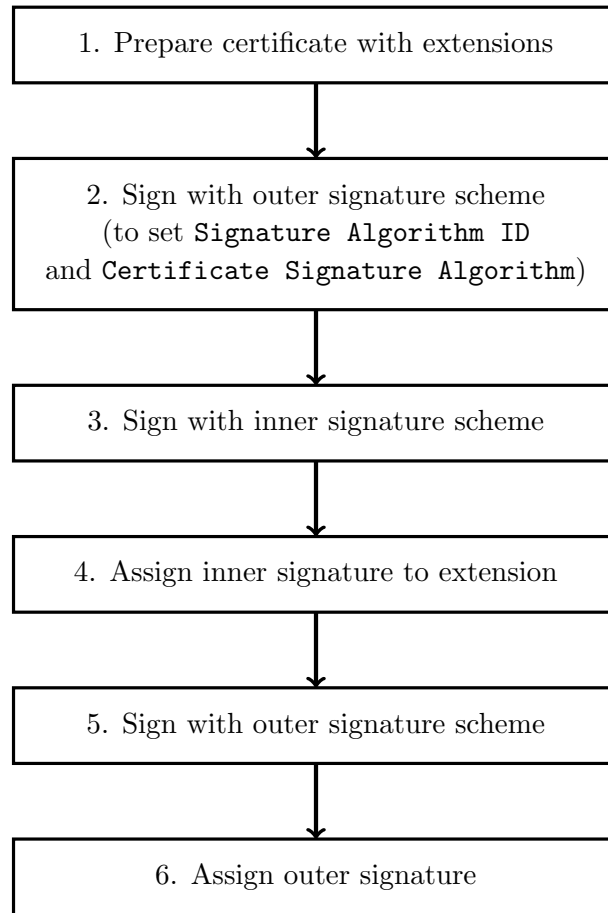 1. Prepare certificate with extensions
2. Sign with outer signature scheme
(to set Signature Algorithm ID
and Certificate Signature Algorithm)
3. Sign with inner signature scheme
4. Assign inner signature to extension
5. Sign with outer signature scheme
6. Assign outer signature